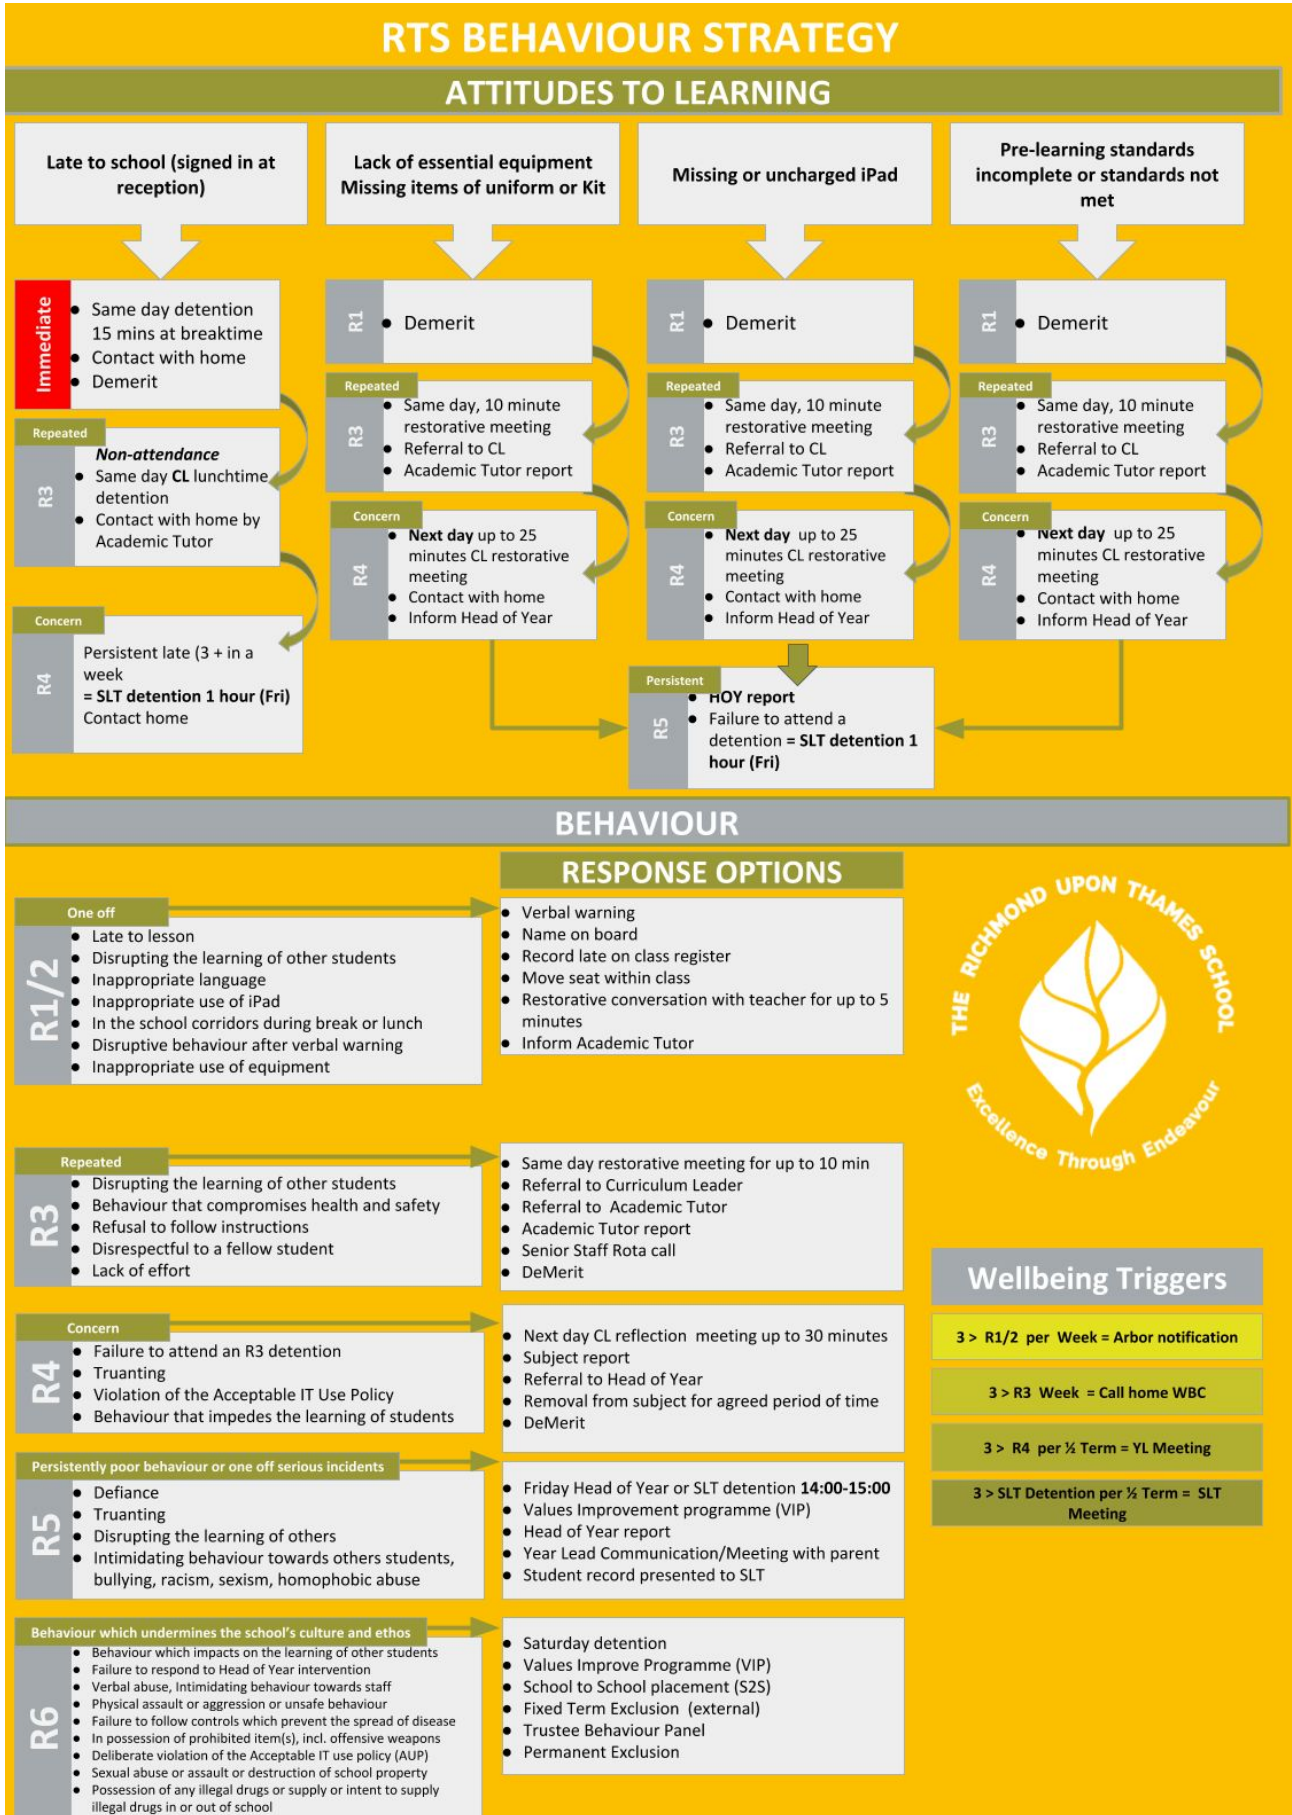 RTS BEHAVIOUR STRATEGY
ATTITUDES TO LEARNING
Late to school (signed in at
reception)
Immediate
● Same day detention
15 mins at breaktime
● Contact with home
● Demerit
Repeated
R3
Non-attendance
● Same day CL lunchtime
detention
● Contact with home by
Academic Tutor
Concern
R4
Persistent late (3 + in a
week
= SLT detention 1 hour (Fri)
Contact home
Lack of essential equipment
Missing items of uniform or Kit
R1
● Demerit
Repeated
R3
● Same day, 10 minute
restorative meeting
● Referral to CL
● Academic Tutor report
Concern
R4
● Next day up to 25
minutes CL restorative
meeting
● Contact with home
● Inform Head of Year
Missing or uncharged iPad
R1
● Demerit
Repeated
R3
● Same day, 10 minute
restorative meeting
● Referral to CL
● Academic Tutor report
Concern
R4
● Next day up to 25
minutes CL restorative
meeting
● Contact with home
● Inform Head of Year
Pre-learning standards
incomplete or standards not
met
R1
● Demerit
Repeated
R3
● Same day, 10 minute
restorative meeting
● Referral to CL
● Academic Tutor report
Concern
R4
● Next day up to 25
minutes CL restorative
meeting
● Contact with home
● Inform Head of Year
Persistent
R5
● HOY report
● Failure to attend a
detention = SLT detention 1
hour (Fri)
BEHAVIOUR
RESPONSE OPTIONS
One off
R1/2
● Late to lesson
● Disrupting the learning of other students
● Inappropriate language
● Inappropriate use of iPad
● In the school corridors during break or lunch
● Disruptive behaviour after verbal warning
● Inappropriate use of equipment
● Verbal warning
● Name on board
● Record late on class register
● Move seat within class
● Restorative conversation with teacher for up to 5
minutes
● Inform Academic Tutor
Repeated
R3
● Disrupting the learning of other students
● Behaviour that compromises health and safety
● Refusal to follow instructions
● Disrespectful to a fellow student
● Lack of effort
● Same day restorative meeting for up to 10 min
● Referral to Curriculum Leader
● Referral to Academic Tutor
● Academic Tutor report
● Senior Staff Rota call
● DeMerit
Concern
R4
● Failure to attend an R3 detention
● Truanting
● Violation of the Acceptable IT Use Policy
● Behaviour that impedes the learning of students
● Next day CL reflection meeting up to 30 minutes
● Subject report
● Referral to Head of Year
● Removal from subject for agreed period of time
● DeMerit
Persistently poor behaviour or one off serious incidents
R5
● Defiance
● Truanting
● Disrupting the learning of others
● Intimidating behaviour towards others students,
bullying, racism, sexism, homophobic abuse
● Friday Head of Year or SLT detention 14:00-15:00
● Values Improvement programme (VIP)
● Head of Year report
● Year Lead Communication/Meeting with parent
● Student record presented to SLT
Behaviour which undermines the school's culture and ethos
R6
● Behaviour which impacts on the learning of other students
● Failure to respond to Head of Year intervention
● Verbal abuse, Intimidating behaviour towards staff
● Physical assault or aggression or unsafe behaviour
● Failure to follow controls which prevent the spread of disease
● In possession of prohibited item(s), incl. offensive weapons
● Deliberate violation of the Acceptable IT use policy (AUP)
● Sexual abuse or assault or destruction of school property
● Possession of any illegal drugs or supply or intent to supply
illegal drugs in or out of school
● Saturday detention
● Values Improve Programme (VIP)
● School to School placement (S2S)
● Fixed Term Exclusion (external)
● Trustee Behaviour Panel
● Permanent Exclusion
THE RICHMOND UPON THAMES SCHOOL
Excellence Through Endeavour
Wellbeing Triggers
3 > R1/2 per Week = Arbor notification
3 > R3 Week = Call home WBC
3 > R4 per ½ Term = YL Meeting
3 > SLT Detention per ½ Term = SLT
Meeting